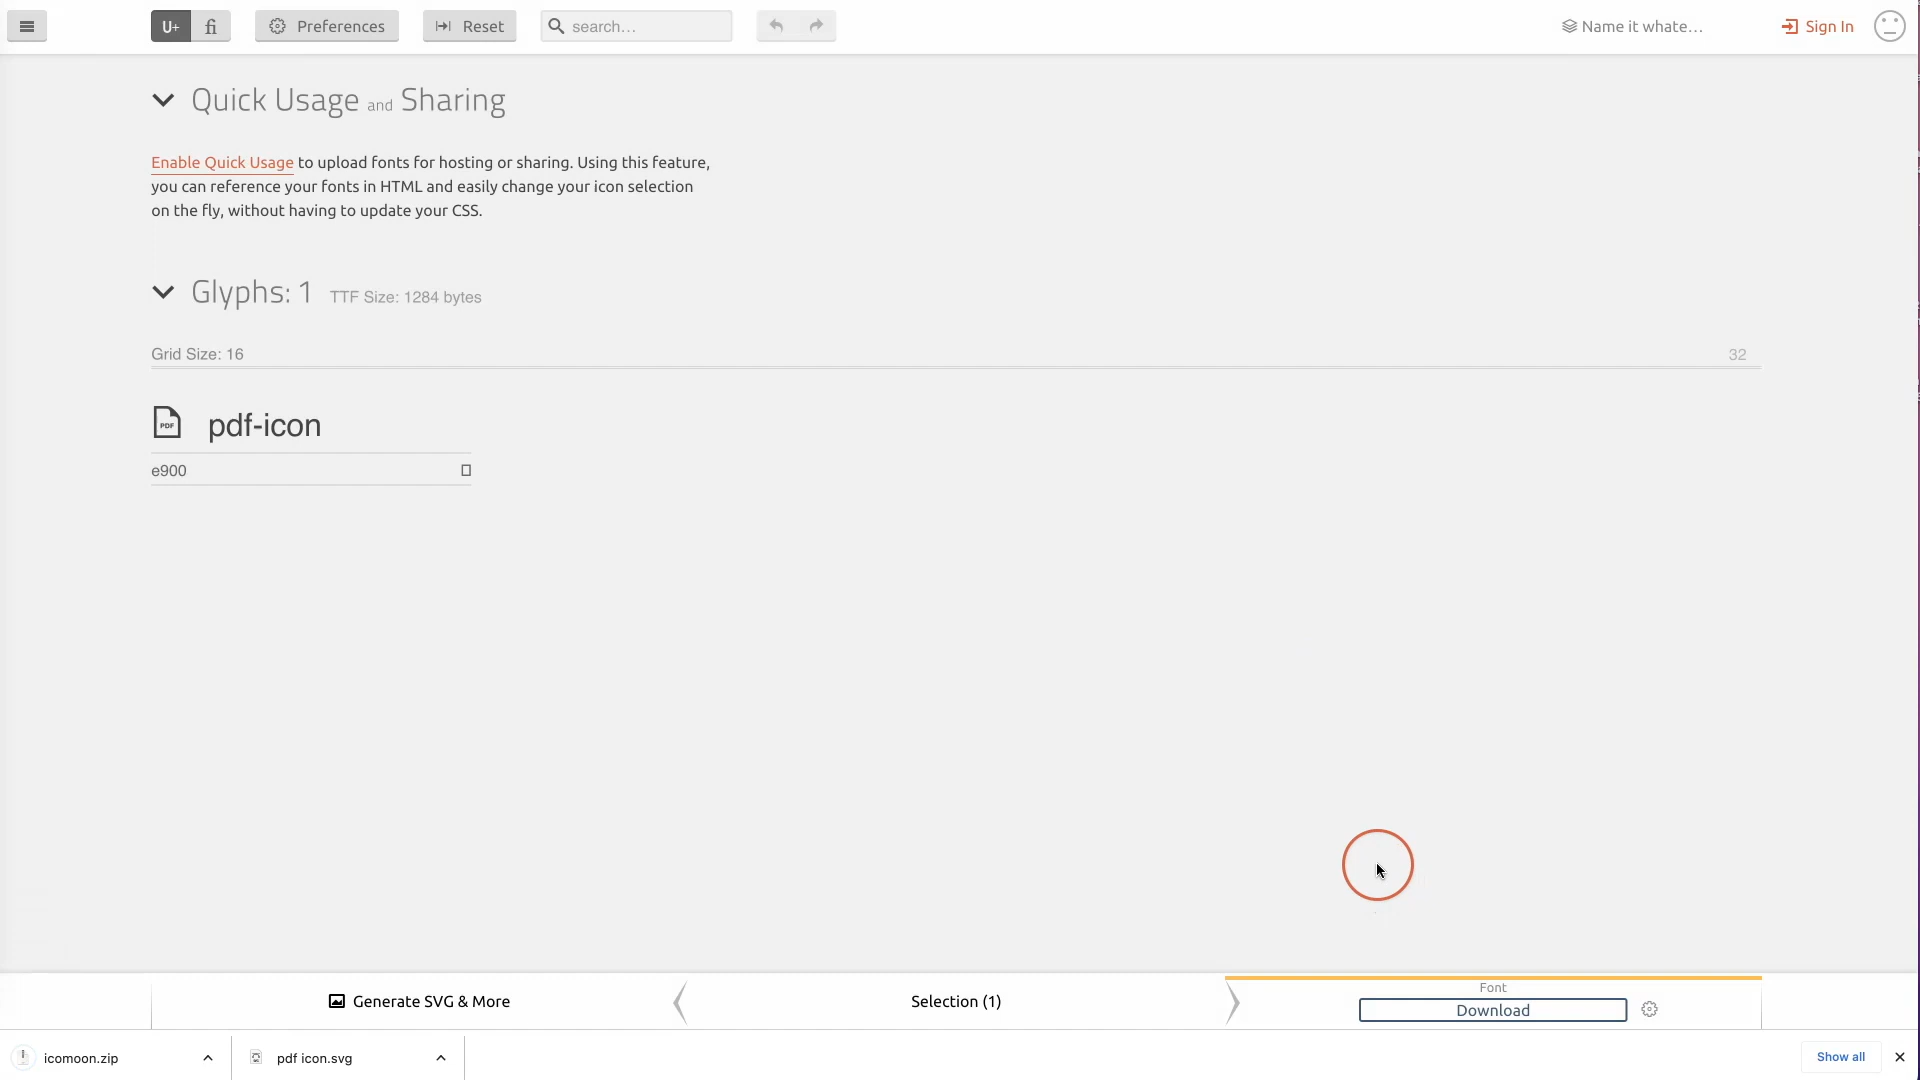 U+ fi Preferences Reset search... Name it whate... Sign In
Quick Usage and Sharing
Enable Quick Usage to upload fonts for hosting or sharing. Using this feature,
you can reference your fonts in HTML and easily change your icon selection
on the fly, without having to update your CSS.
Glyphs: 1 TTF Size: 1284 bytes
Grid Size: 16 32
PDF pdf-icon
e900
Generate SVG & More Selection (1) Font
Download
icomoon.zip pdf icon.svg Show all